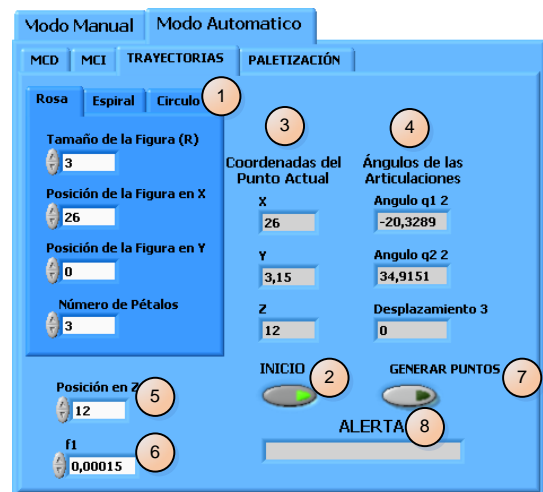 Modo Manual Modo Automatico
MCD MCI TRAYECTORIAS PALETIZACIÓN
Rosa Espiral Circulo 1
Tamaño de la Figura (R)
3
Posición de la Figura en X
26
Posición de la Figura en Y
0
Número de Pétalos
3
3
Coordenadas del
Punto Actual
X
26
Y
3,15
Z
12
4
Ángulos de las
Articulaciones
Angulo q1 2
-20,3289
Angulo q2 2
34,9151
Desplazamiento 3
0
INICIO 2
GENERAR PUNTOS 7
Posición en Z 5
12
f1 6
0,00015
ALERTA 8